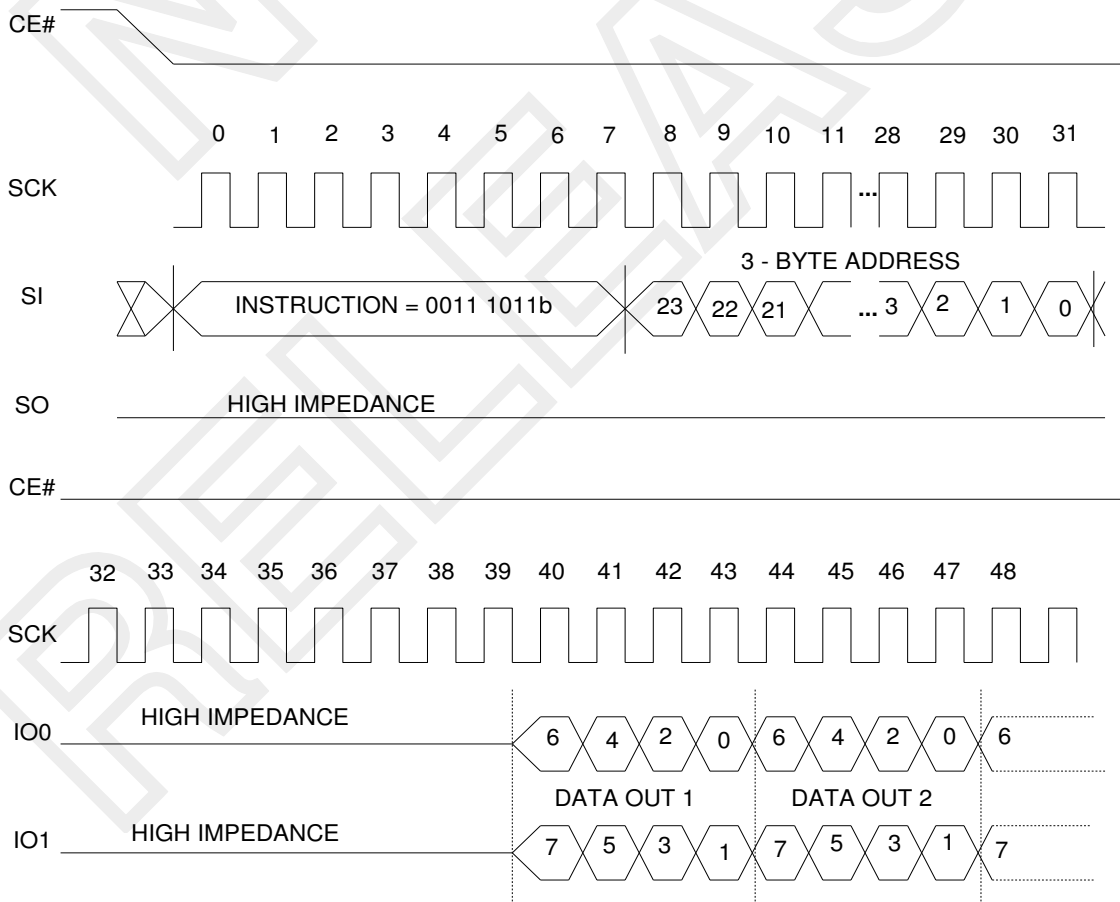 CE#
0 1 2 3 4 5 6 7 8 9 10 11 28 29 30 31
SCK ...
3 - BYTE ADDRESS
SI INSTRUCTION = 0011 1011b 23 22 21 ... 3 2 1 0
SO HIGH IMPEDANCE
CE#
32 33 34 35 36 37 38 39 40 41 42 43 44 45 46 47 48
SCK
IO0 HIGH IMPEDANCE 6 4 2 0 6 4 2 0 6
DATA OUT 1 DATA OUT 2
IO1 HIGH IMPEDANCE 7 5 3 1 7 5 3 1 7